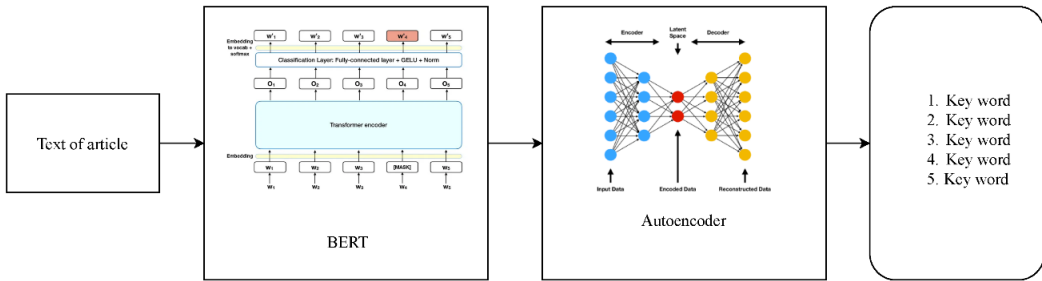 Text of article
W'₁ W'₂ W'₃ W'₄ W'₅
Embedding
to vocab +
softmax
Classification Layer: Fully-connected layer + GELU + Norm
O₁ O₂ O₃ O₄ O₅
Transformer encoder
Embedding
W₁ W₂ W₃ [MASK] W₅
W₁ W₂ W₃ W₄ W₅
BERT
Encoder
Latent
Space
Decoder
Input Data
Encoded Data
Reconstructed Data
Autoencoder
1. Key word
2. Key word
3. Key word
4. Key word
5. Key word